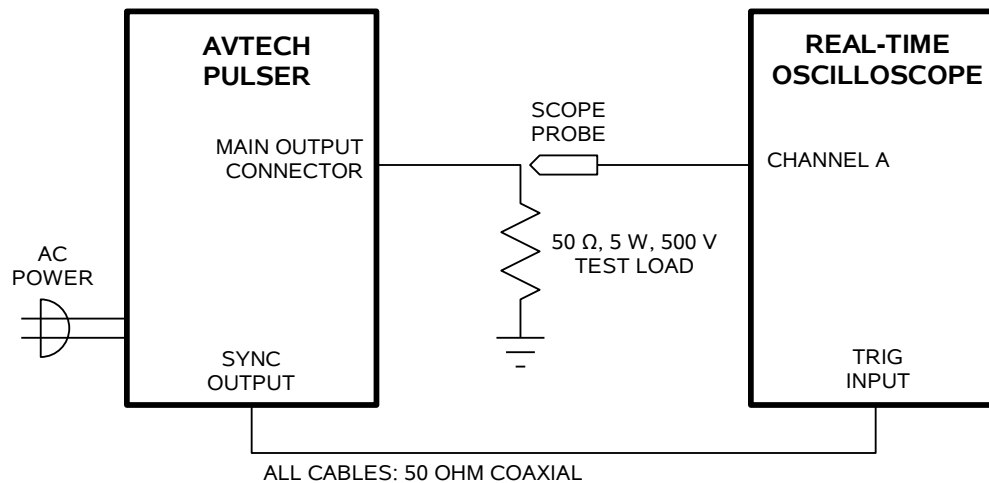 AVTECH
PULSER
MAIN OUTPUT
CONNECTOR
AC
POWER
SYNC
OUTPUT
SCOPE
PROBE
50 Ω, 5 W, 500 V
TEST LOAD
REAL-TIME
OSCILLOSCOPE
CHANNEL A
TRIG
INPUT
ALL CABLES: 50 OHM COAXIAL